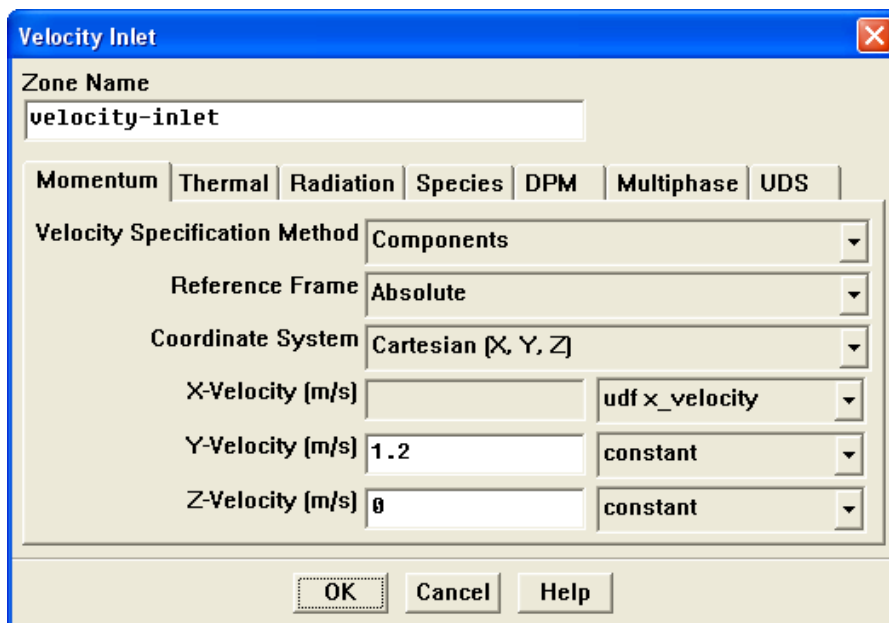 Velocity Inlet
Zone Name
velocity-inlet
Momentum Thermal Radiation Species DPM Multiphase UDS
Velocity Specification Method Components
Reference Frame Absolute
Coordinate System Cartesian (X, Y, Z)
X-Velocity (m/s) udf x_velocity
Y-Velocity (m/s) 1.2 constant
Z-Velocity (m/s) 0 constant
OK Cancel Help